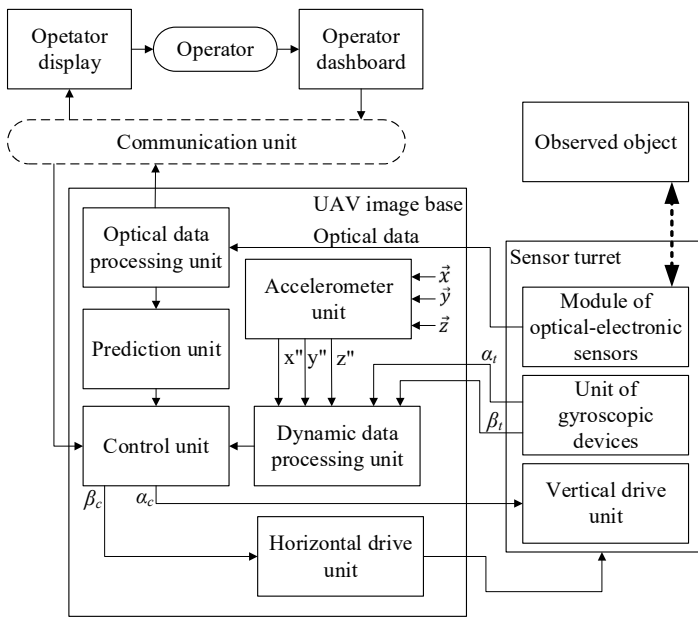 Opetator
display
Operator
Operator
dashboard
Communication unit
Observed object
UAV image base
Optical data
processing unit
Optical data
Sensor turret
Accelerometer
unit
x⃗
y⃗
z⃗
Module of
optical-electronic
sensors
Prediction unit
x" y" z"
αₜ
Unit of
gyroscopic
devices
βₜ
Control unit
Dynamic data
processing unit
β_c α_c
Vertical drive
unit
Horizontal drive
unit